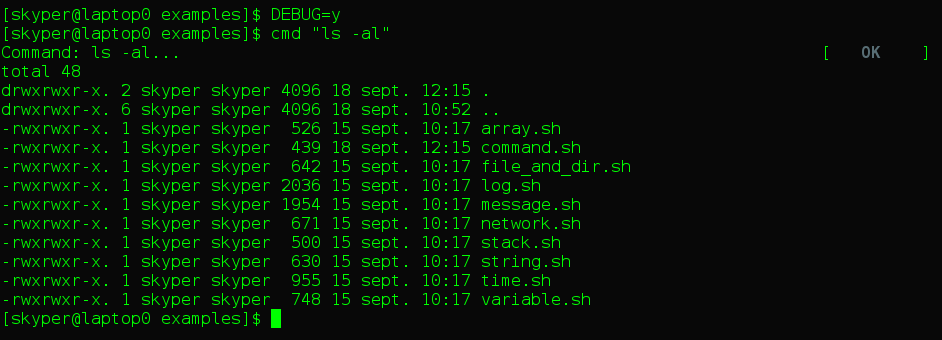 [skyper@laptop0 examples]$ DEBUG=y
[skyper@laptop0 examples]$ cmd "ls -al"
Command: ls -al... [ OK ]
total 48
drwxrwxr-x. 2 skyper skyper 4096 18 sept. 12:15 .
drwxrwxr-x. 6 skyper skyper 4096 18 sept. 10:52 ..
-rwxrwxr-x. 1 skyper skyper  526 15 sept. 10:17 array.sh
-rwxrwxr-x. 1 skyper skyper  439 18 sept. 12:15 command.sh
-rwxrwxr-x. 1 skyper skyper  642 15 sept. 10:17 file_and_dir.sh
-rwxrwxr-x. 1 skyper skyper 2036 15 sept. 10:17 log.sh
-rwxrwxr-x. 1 skyper skyper 1954 15 sept. 10:17 message.sh
-rwxrwxr-x. 1 skyper skyper  671 15 sept. 10:17 network.sh
-rwxrwxr-x. 1 skyper skyper  500 15 sept. 10:17 stack.sh
-rwxrwxr-x. 1 skyper skyper  630 15 sept. 10:17 string.sh
-rwxrwxr-x. 1 skyper skyper  955 15 sept. 10:17 time.sh
-rwxrwxr-x. 1 skyper skyper  748 15 sept. 10:17 variable.sh
[skyper@laptop0 examples]$